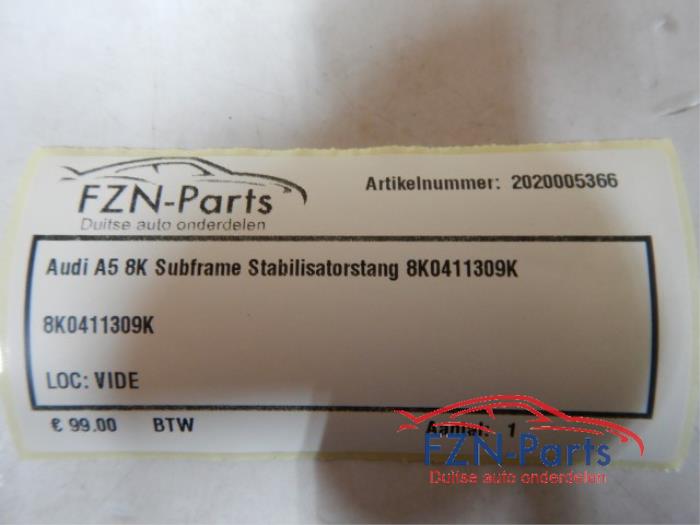 FZN-Parts
Duitse auto onderdelen
Artikelnummer: 2020005366
Audi A5 8K Subframe Stabilisatorstang 8K0411309K
8K0411309K
LOC: VIDE
€ 99.00 BTW Aantal: 1
FZN-Parts
Duitse auto onderdelen